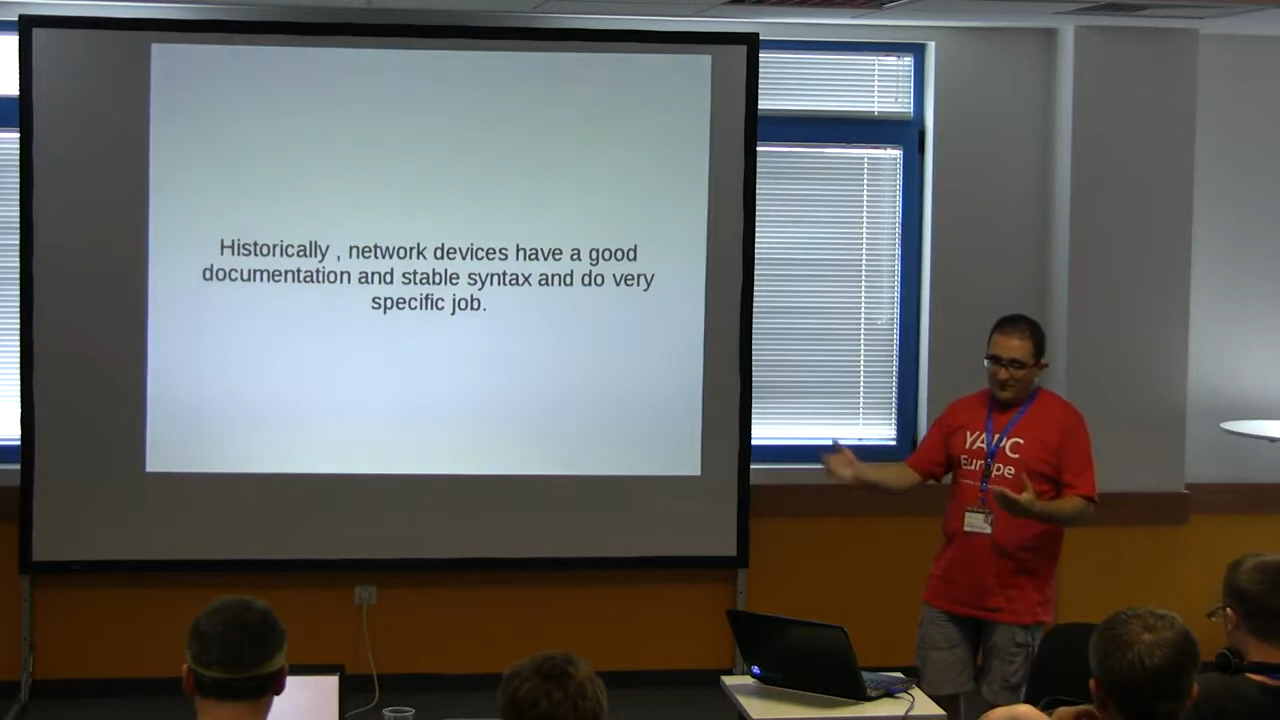 Historically , network devices have a good
documentation and stable syntax and do very
specific job.
YAPC
Europe